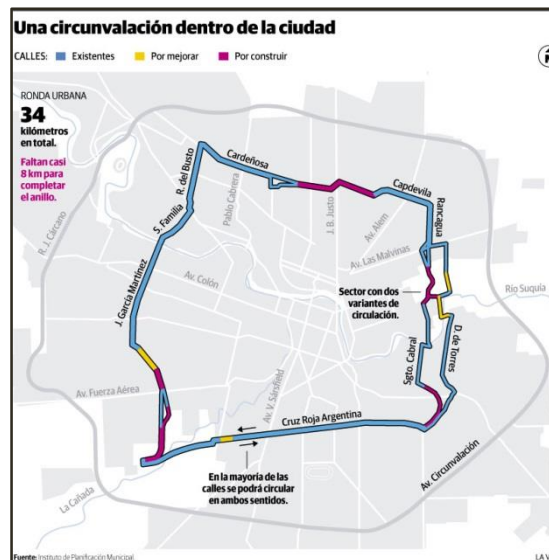 Una circunvalación dentro de la ciudad
CALLES: Existentes Por mejorar Por construir
RONDA URBANA
34
kilómetros
en total.
Faltan casi
8 km para
completar
el anillo.
R. J. Cárcano
J. García Martínez
S. Familia
R. del Busto
Cardeñosa
Pablo Cabrera
J. B. Justo
Av. Alem
Capdevila
Rancagua
Av. Las Malvinas
Av. Colón
Sector con dos
variantes de
circulación.
Río Suquía
Sgto. Cabral
D. de Torres
Av. Fuerza Aérea
Av. V. Sársfield
Cruz Roja Argentina
Av. Circunvalación
En la mayoría de las
calles se podrá circular
en ambos sentidos.
La Cañada
Fuente: Instituto de Planificación Municipal.
LA V